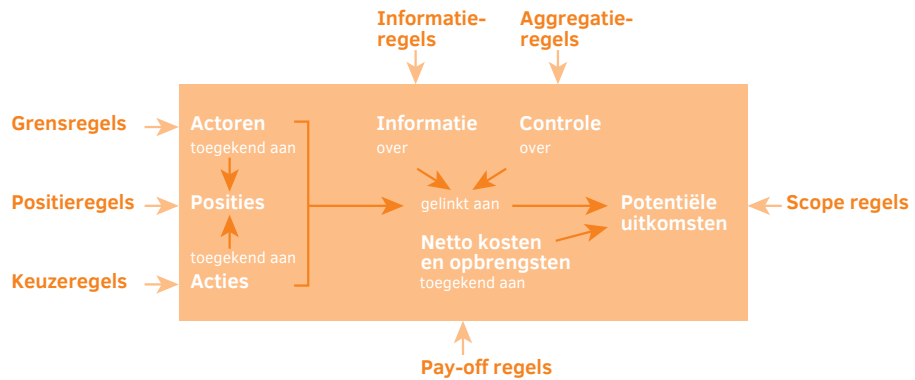 Informatie-
regels
Aggregatie-
regels
Grensregels
Actoren
toegekend aan
Informatie
over
Controle
over
Positieregels
Posities
gelinkt aan
Potentiële
uitkomsten
Scope regels
toegekend aan
Acties
Keuzeregels
Netto kosten
en opbrengsten
toegekend aan
Pay-off regels